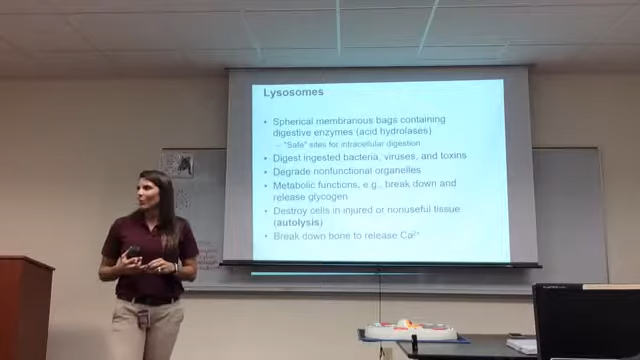 Lysosomes
• Spherical membranous bags containing
digestive enzymes (acid hydrolases)
– "Safe" sites for intracellular digestion
• Digest ingested bacteria, viruses, and toxins
• Degrade nonfunctional organelles
• Metabolic functions, e.g., break down and
release glycogen
• Destroy cells in injured or nonuseful tissue
(autolysis)
• Break down bone to release Ca2+